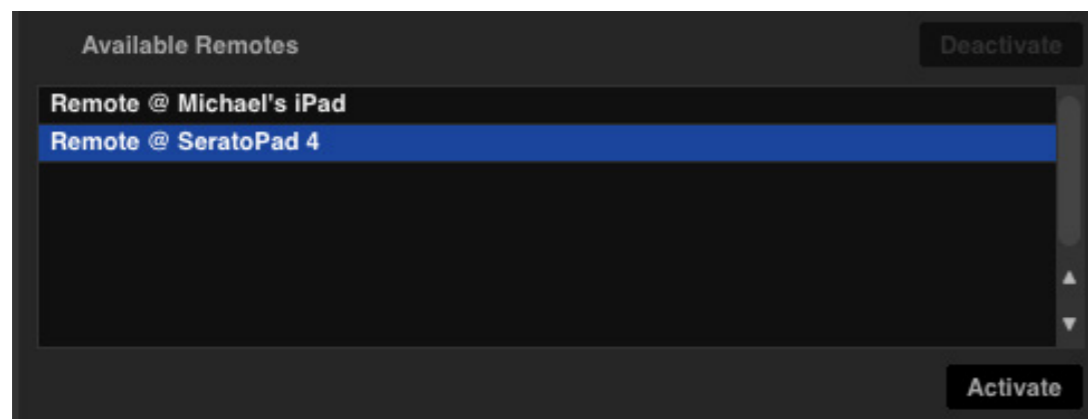 Available Remotes
Deactivate
Remote @ Michael's iPad
Remote @ SeratoPad 4
Activate